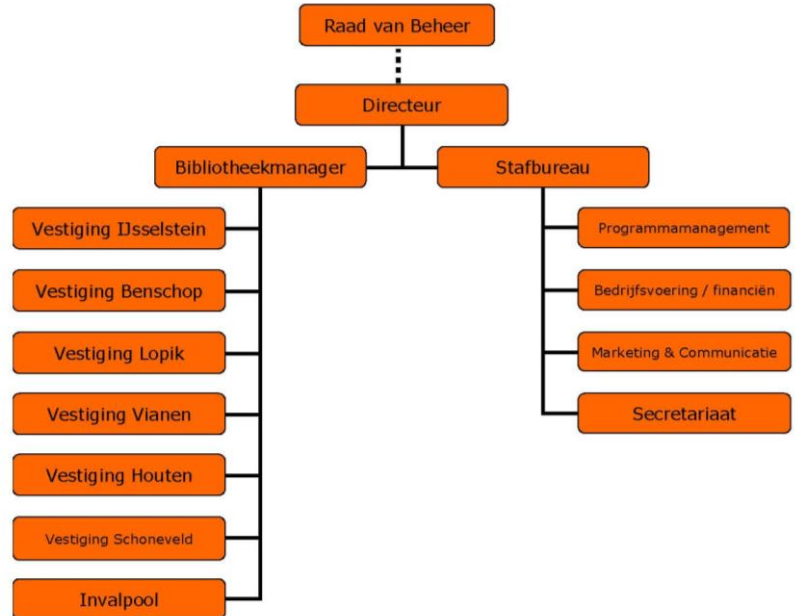 Raad van Beheer
Directeur
Bibliotheekmanager
Stafbureau
Vestiging IJsselstein
Vestiging Benschop
Vestiging Lopik
Vestiging Vianen
Vestiging Houten
Vestiging Schoneveld
Invalpool
Programmamanagement
Bedrijfsvoering / financiën
Marketing & Communicatie
Secretariaat